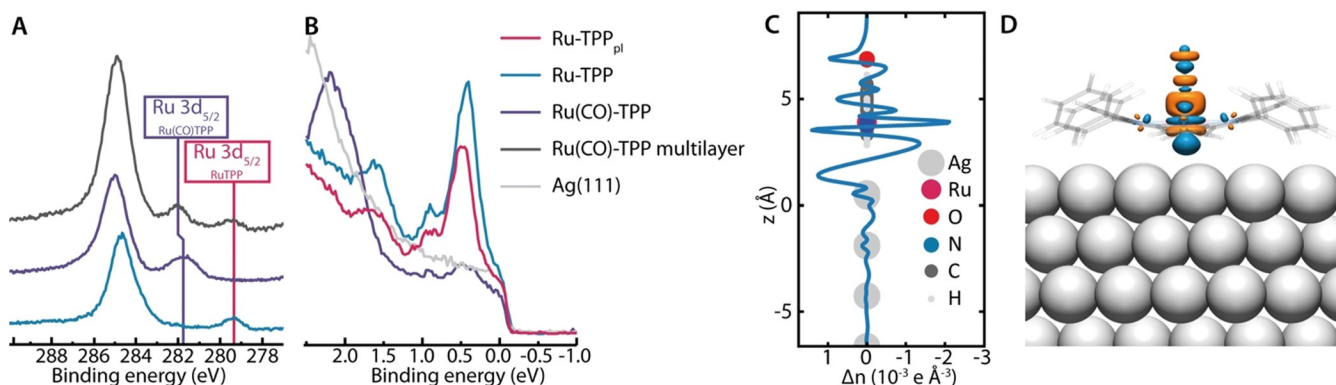 A
Ru 3d5/2
Ru(CO)TPP
Ru 3d5/2
RuTPP
288 286 284 282 280 278
Binding energy (eV)
B
Ru-TPPpl
Ru-TPP
Ru(CO)-TPP
Ru(CO)-TPP multilayer
Ag(111)
2.0 1.5 1.0 0.5 0.0 -0.5 -1.0
Binding energy (eV)
C
z (Å)
5
0
-5
Ag
Ru
O
N
C
H
1 0 -1 -2 -3
Δn (10⁻³ e Å⁻³)
D